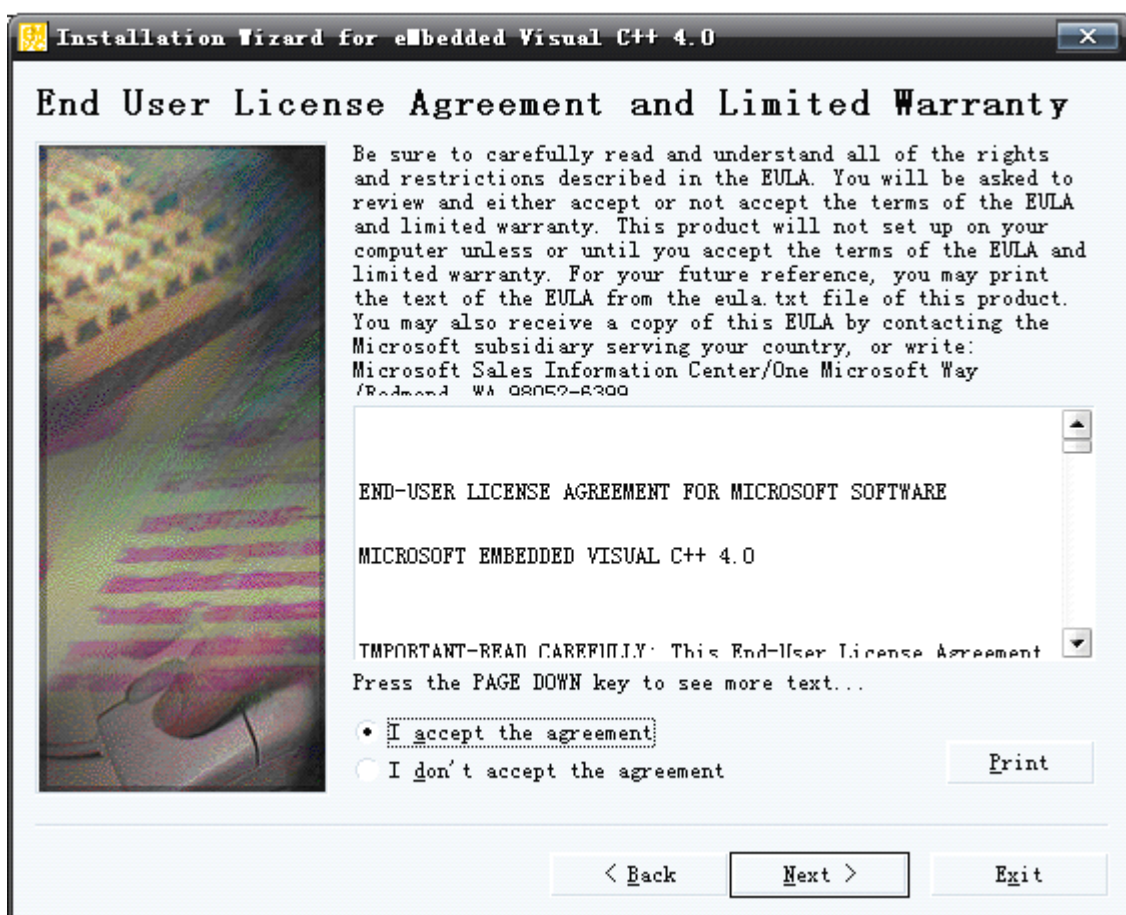 Installation Wizard for eMbedded Visual C++ 4.0
End User License Agreement and Limited Warranty
Be sure to carefully read and understand all of the rights
and restrictions described in the EULA. You will be asked to
review and either accept or not accept the terms of the EULA
and limited warranty. This product will not set up on your
computer unless or until you accept the terms of the EULA and
limited warranty. For your future reference, you may print
the text of the EULA from the eula.txt file of this product.
You may also receive a copy of this EULA by contacting the
Microsoft subsidiary serving your country, or write:
Microsoft Sales Information Center/One Microsoft Way
/Redmond, WA 98052-6399
END-USER LICENSE AGREEMENT FOR MICROSOFT SOFTWARE
MICROSOFT EMBEDDED VISUAL C++ 4.0
IMPORTANT-READ CAREFULLY: This End-User License Agreement
Press the PAGE DOWN key to see more text...
I accept the agreement
I don't accept the agreement
Print
< Back
Next >
Exit